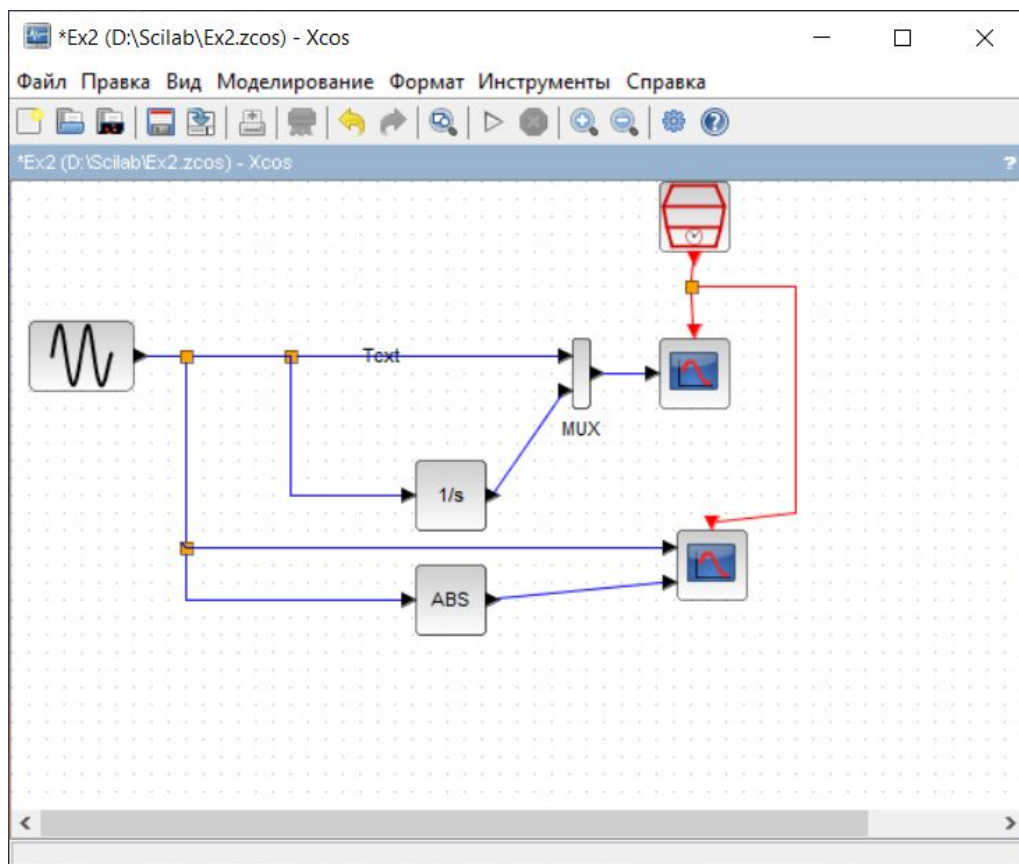 *Ex2 (D:\Scilab\Ex2.zcos) - Xcos
Файл Правка Вид Моделирование Формат Инструменты Справка
*Ex2 (D:\Scilab\Ex2.zcos) - Xcos ?
Text
MUX
1/s
ABS